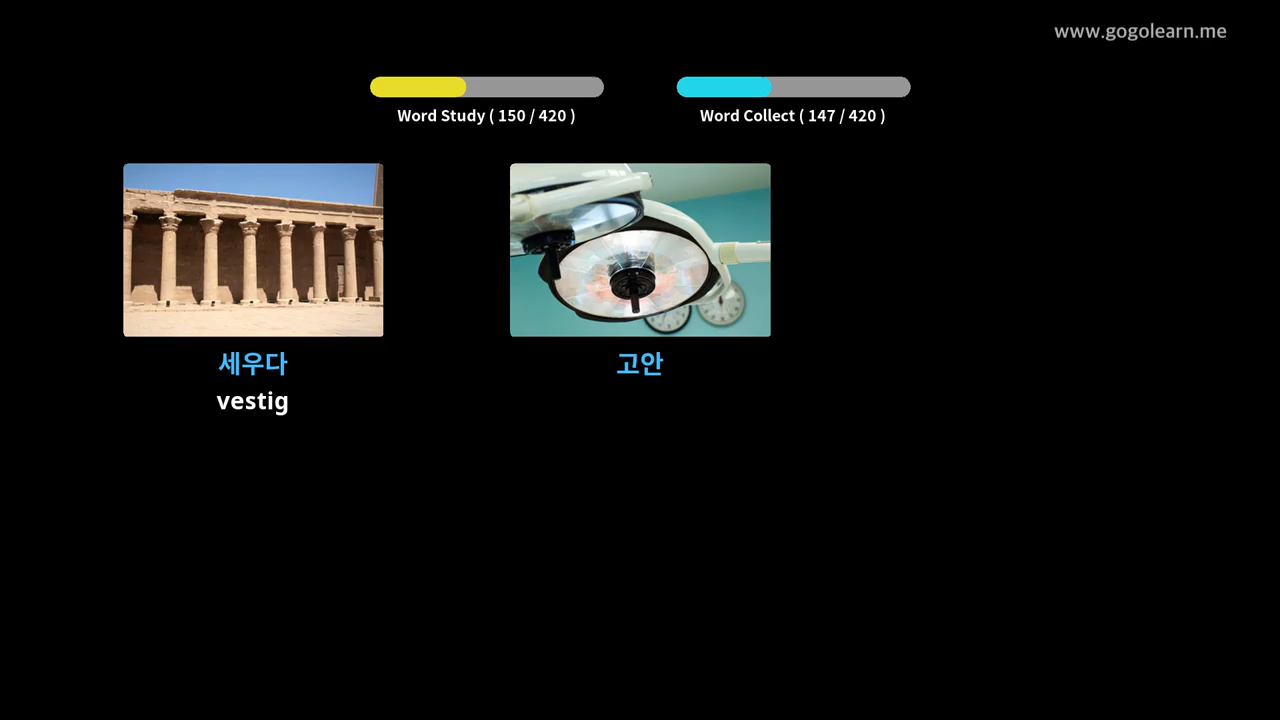 www.gogolearn.me
Word Study ( 150 / 420 )
Word Collect ( 147 / 420 )
세우다
vestig
고안